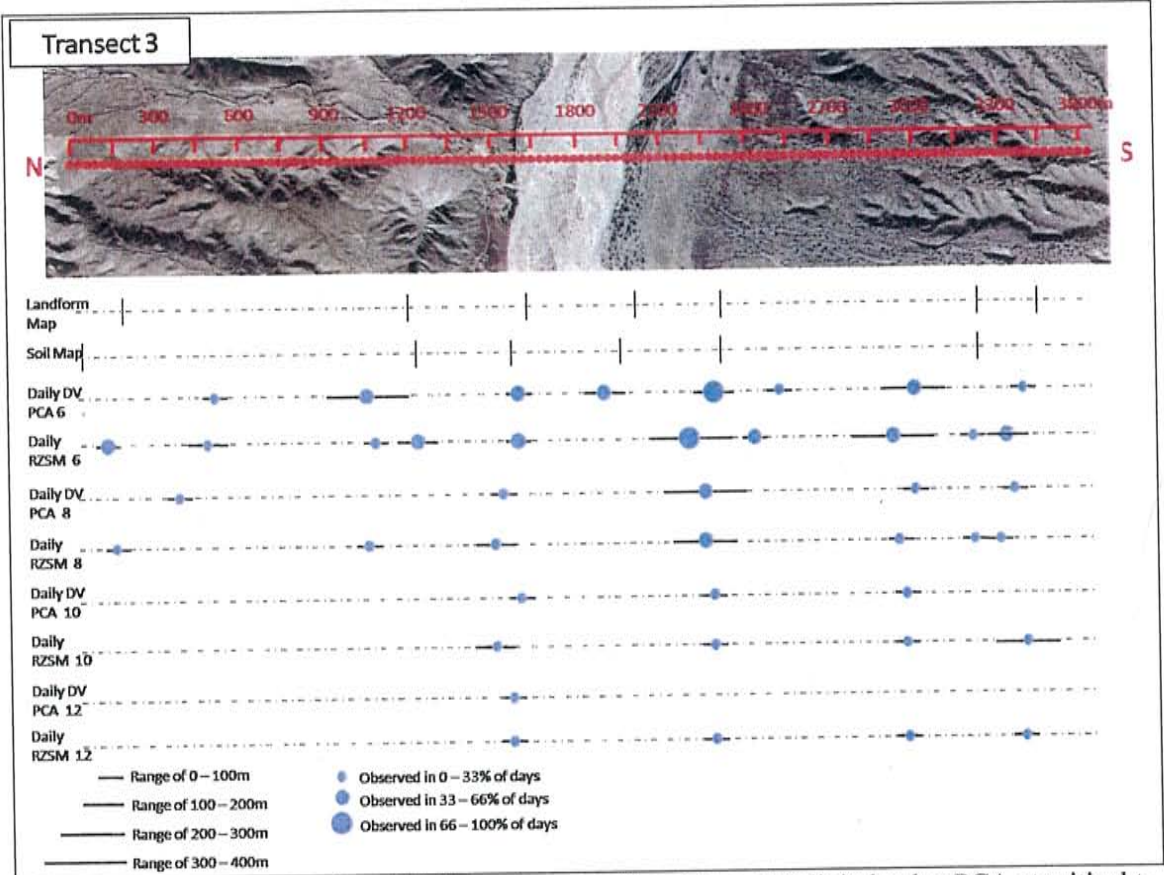 Transect 3
0m 300 600 900 1200 1500 1800 2700 3300 3600m
N
S
Landform
Map
Soil Map
Daily DV
PCA 6
Daily
RZSM 6
Daily DV
PCA 8
Daily
RZSM 8
Daily DV
PCA 10
Daily
RZSM 10
Daily DV
PCA 12
Daily
RZSM 12
Range of 0 – 100m
Range of 100 – 200m
Range of 200 – 300m
Range of 300 – 400m
Observed in 0 – 33% of days
Observed in 33 – 66% of days
Observed in 66 – 100% of days